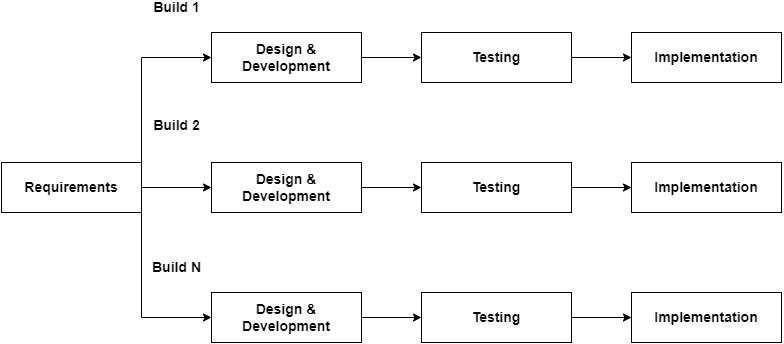 Build 1
Design &
Development
Testing
Implementation
Build 2
Requirements
Design &
Development
Testing
Implementation
Build N
Design &
Development
Testing
Implementation